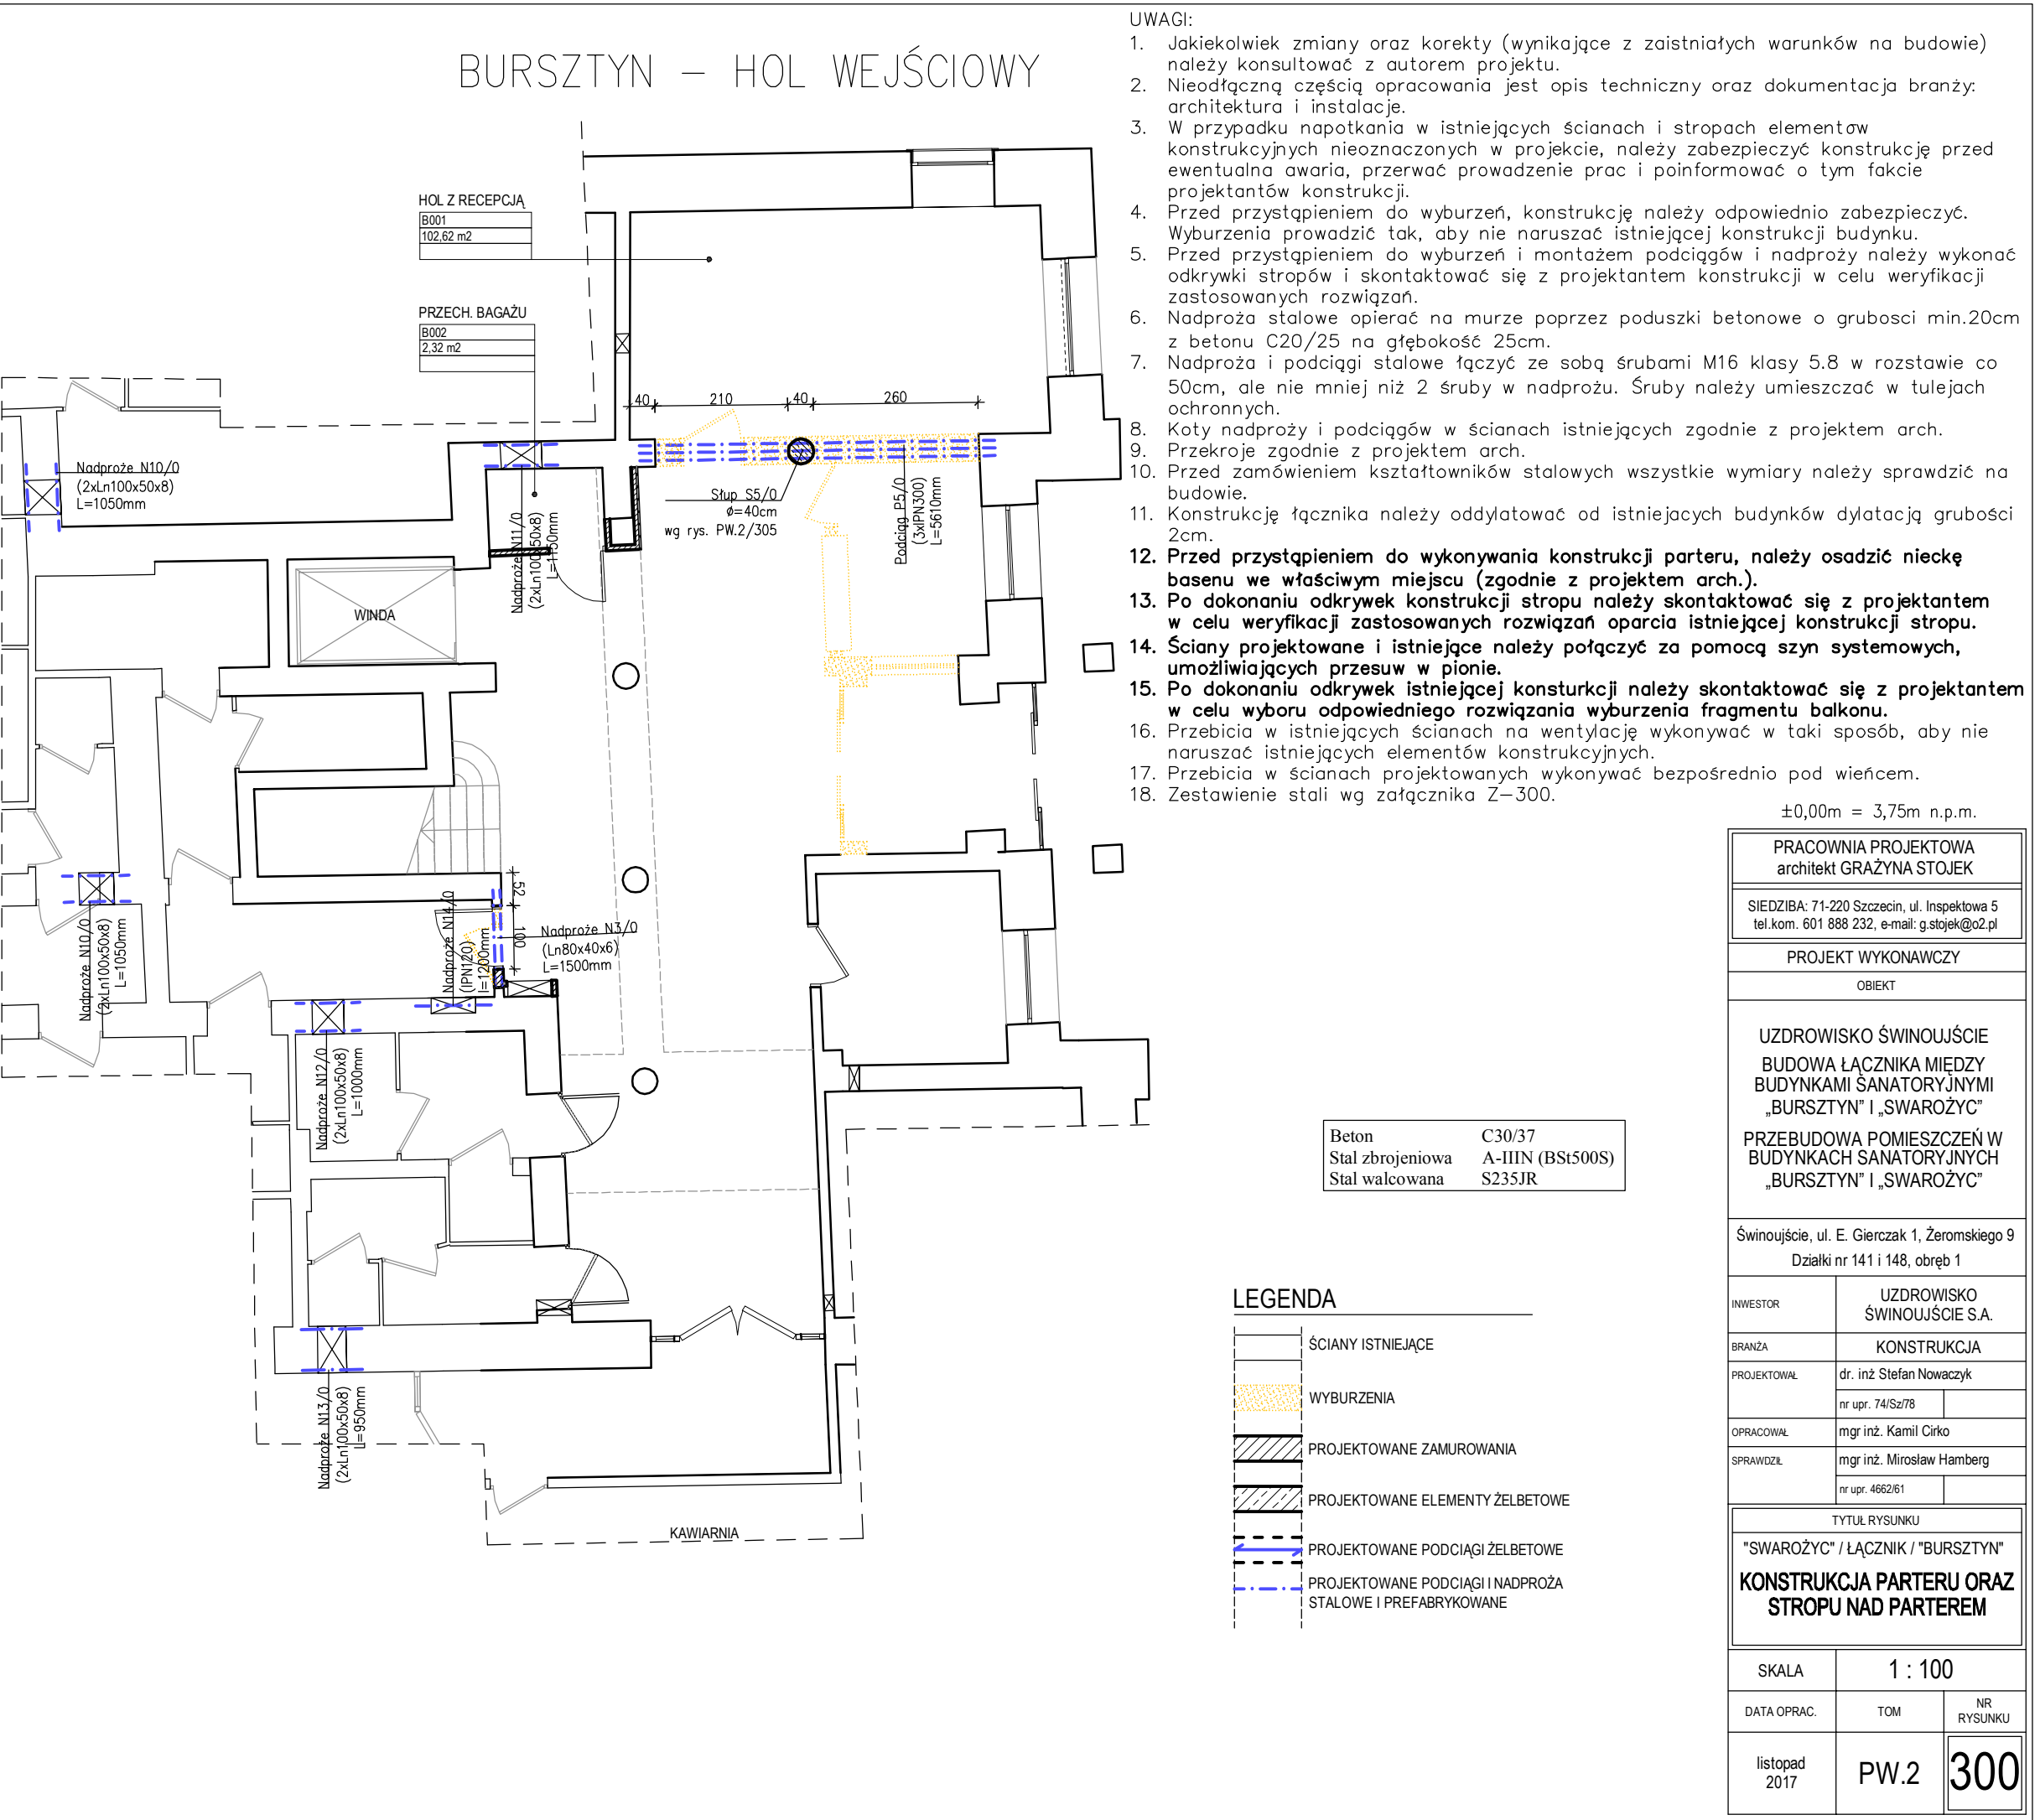 BURSZTYN – HOL WEJŚCIOWY
UWAGI:
1. Jakiekolwiek zmiany oraz korekty (wynikające z zaistniałych warunków na budowie)
należy konsultować z autorem projektu.
2. Nieodłączną częścią opracowania jest opis techniczny oraz dokumentacja branży:
architektura i instalacje.
3. W przypadku napotkania w istniejących ścianach i stropach elementσw
konstrukcyjnych nieoznaczonych w projekcie, należy zabezpieczyć konstrukcję przed
ewentualna awaria, przerwać prowadzenie prac i poinformować o tym fakcie
projektantów konstrukcji.
4. Przed przystąpieniem do wyburzeń, konstrukcję należy odpowiednio zabezpieczyć.
Wyburzenia prowadzić tak, aby nie naruszać istniejącej konstrukcji budynku.
5. Przed przystąpieniem do wyburzeń i montażem podciągów i nadproży należy wykonać
odkrywki stropów i skontaktować się z projektantem konstrukcji w celu weryfikacji
zastosowanych rozwiązań.
6. Nadproża stalowe opierać na murze poprzez poduszki betonowe o grubosci min.20cm
z betonu C20/25 na głębokość 25cm.
7. Nadproża i podciągi stalowe łączyć ze sobą śrubami M16 klasy 5.8 w rozstawie co
50cm, ale nie mniej niż 2 śruby w nadprożu. Śruby należy umieszczać w tulejach
ochronnych.
8. Koty nadproży i podciągów w ścianach istniejących zgodnie z projektem arch.
9. Przekroje zgodnie z projektem arch.
10. Przed zamówieniem kształtowników stalowych wszystkie wymiary należy sprawdzić na
budowie.
11. Konstrukcję łącznika należy oddylatować od istniejacych budynków dylatacją grubości
2cm.
12. Przed przystąpieniem do wykonywania konstrukcji parteru, należy osadzić nieckę
basenu we właściwym miejscu (zgodnie z projektem arch.).
13. Po dokonaniu odkrywek konstrukcji stropu należy skontaktować się z projektantem
w celu weryfikacji zastosowanych rozwiązań oparcia istniejącej konstrukcji stropu.
14. Ściany projektowane i istniejące należy połączyć za pomocą szyn systemowych,
umożliwiających przesuw w pionie.
15. Po dokonaniu odkrywek istniejącej konsturkcji należy skontaktować się z projektantem
w celu wyboru odpowiedniego rozwiązania wyburzenia fragmentu balkonu.
16. Przebicia w istniejących ścianach na wentylację wykonywać w taki sposób, aby nie
naruszać istniejących elementów konstrukcyjnych.
17. Przebicia w ścianach projektowanych wykonywać bezpośrednio pod wieńcem.
18. Zestawienie stali wg załącznika Z–300.
±0,00m = 3,75m n.p.m.
HOL Z RECEPCJĄ
B001
102,62 m2
PRZECH. BAGAŻU
B002
2,32 m2
40
210
40
260
Nadproże N10/0
(2xLn100x50x8)
L=1050mm
Nadproże N11/0
(2xLn100x50x8)
L=1150mm
Słup S5/0
ø=40cm
wg rys. PW.2/305
Podciąg P5/0
(3xIPN300)
L=5610mm
WINDA
52
100
Nadproże N14/0
(IPN120)
l=1200mm
Nadproże N3/0
(Ln80x40x6)
L=1500mm
Nadproże N10/0
(2xLn100x50x8)
L=1050mm
Nadproże N12/0
(2xLn100x50x8)
L=1000mm
Nadproże N13/0
(2xLn100x50x8)
L=950mm
KAWIARNIA
Beton C30/37
Stal zbrojeniowa A-IIIN (BSt500S)
Stal walcowana S235JR
LEGENDA
ŚCIANY ISTNIEJĄCE
WYBURZENIA
PROJEKTOWANE ZAMUROWANIA
PROJEKTOWANE ELEMENTY ŻELBETOWE
PROJEKTOWANE PODCIĄGI ŻELBETOWE
PROJEKTOWANE PODCIĄGI I NADPROŻA
STALOWE I PREFABRYKOWANE
PRACOWNIA PROJEKTOWA
architekt GRAŻYNA STOJEK
SIEDZIBA: 71-220 Szczecin, ul. Inspektowa 5
tel.kom. 601 888 232, e-mail: g.stojek@o2.pl
PROJEKT WYKONAWCZY
OBIEKT
UZDROWISKO ŚWINOUJŚCIE
BUDOWA ŁĄCZNIKA MIĘDZY
BUDYNKAMI SANATORYJNYMI
„BURSZTYN” I „SWAROŻYC”
PRZEBUDOWA POMIESZCZEŃ W
BUDYNKACH SANATORYJNYCH
„BURSZTYN” I „SWAROŻYC”
Świnoujście, ul. E. Gierczak 1, Żeromskiego 9
Działki nr 141 i 148, obręb 1
INWESTOR UZDROWISKO
ŚWINOUJŚCIE S.A.
BRANŻA KONSTRUKCJA
PROJEKTOWAŁ dr. inż Stefan Nowaczyk
nr upr. 74/Sz/78
OPRACOWAŁ mgr inż. Kamil Cirko
SPRAWDZIŁ mgr inż. Mirosław Hamberg
nr upr. 4662/61
TYTUŁ RYSUNKU
"SWAROŻYC" / ŁĄCZNIK / "BURSZTYN"
KONSTRUKCJA PARTERU ORAZ
STROPU NAD PARTEREM
SKALA 1 : 100
DATA OPRAC. TOM NR
RYSUNKU
listopad
2017
PW.2
300